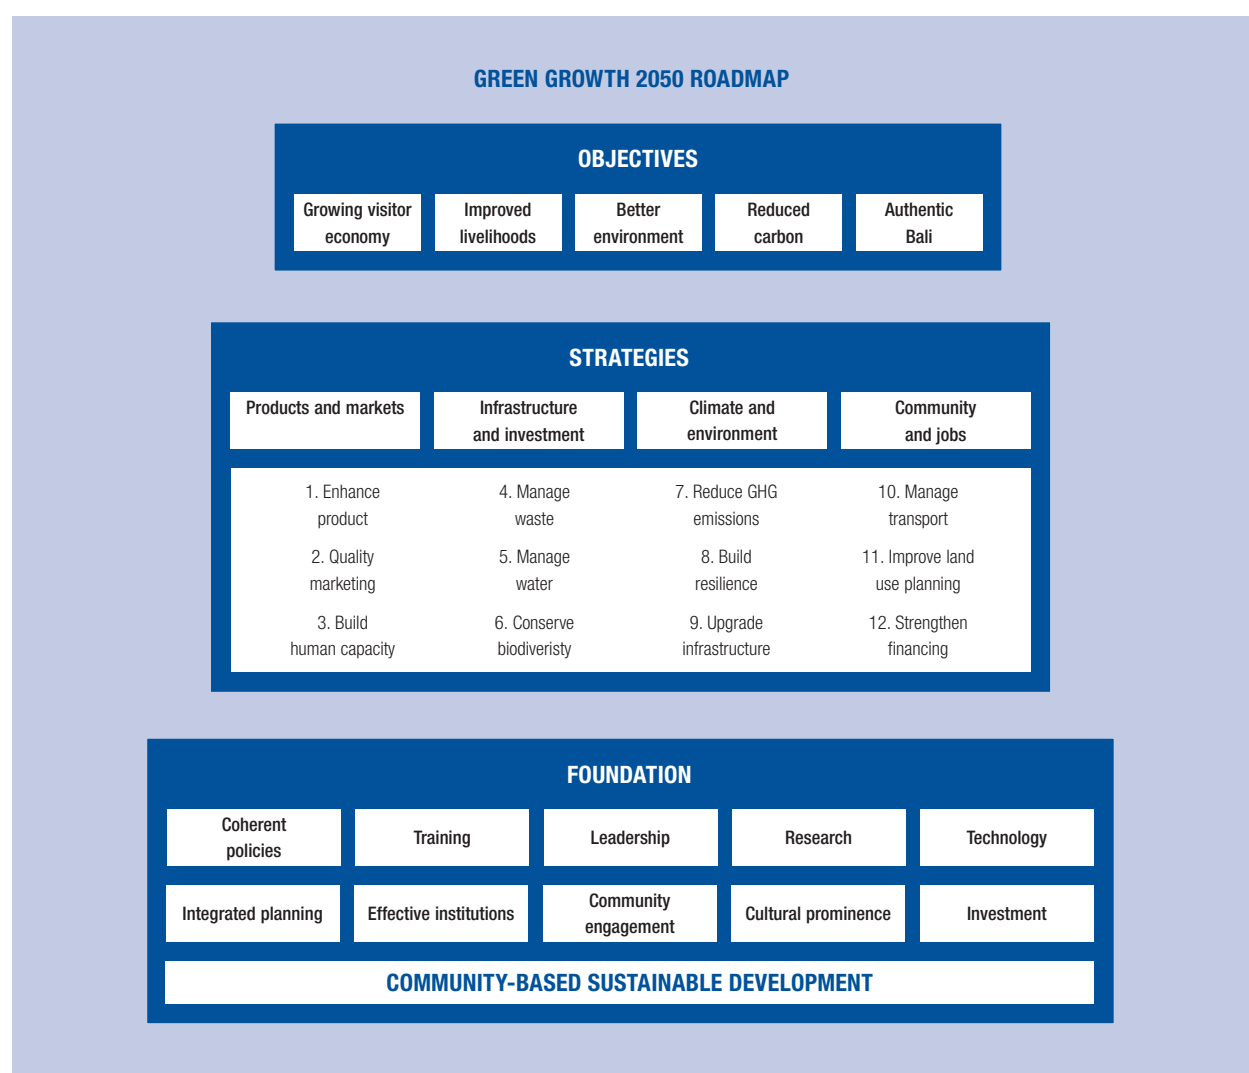 GREEN GROWTH 2050 ROADMAP
OBJECTIVES
Growing visitor
economy
Improved
livelihoods
Better
environment
Reduced
carbon
Authentic
Bali
STRATEGIES
Products and markets
Infrastructure
and investment
Climate and
environment
Community
and jobs
1. Enhance
product
2. Quality
marketing
3. Build
human capacity
4. Manage
waste
5. Manage
water
6. Conserve
biodiveristy
7. Reduce GHG
emissions
8. Build
resilience
9. Upgrade
infrastructure
10. Manage
transport
11. Improve land
use planning
12. Strengthen
financing
FOUNDATION
Coherent
policies
Training
Leadership
Research
Technology
Integrated planning
Effective institutions
Community
engagement
Cultural prominence
Investment
COMMUNITY-BASED SUSTAINABLE DEVELOPMENT